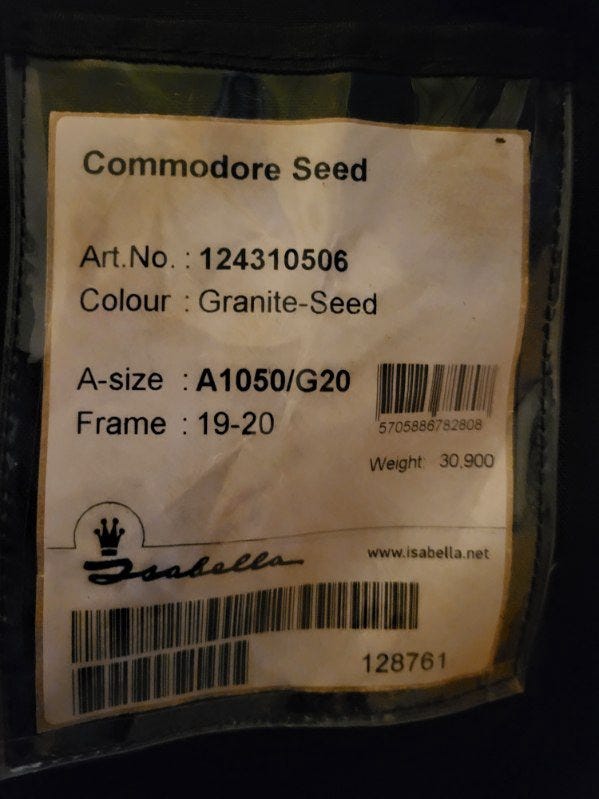 Commodore Seed
Art.No. : 124310506
Colour : Granite-Seed
A-size : A1050/G20
Frame : 19-20
5705886782808
Weight: 30,900
Isabella
www.isabella.net
128761